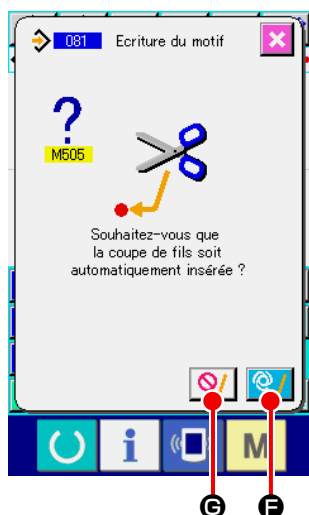 081 Ecriture du motif
?
M505
Souhaitez-vous que
la coupe de fils soit
automatiquement insérée ?
i M
G F